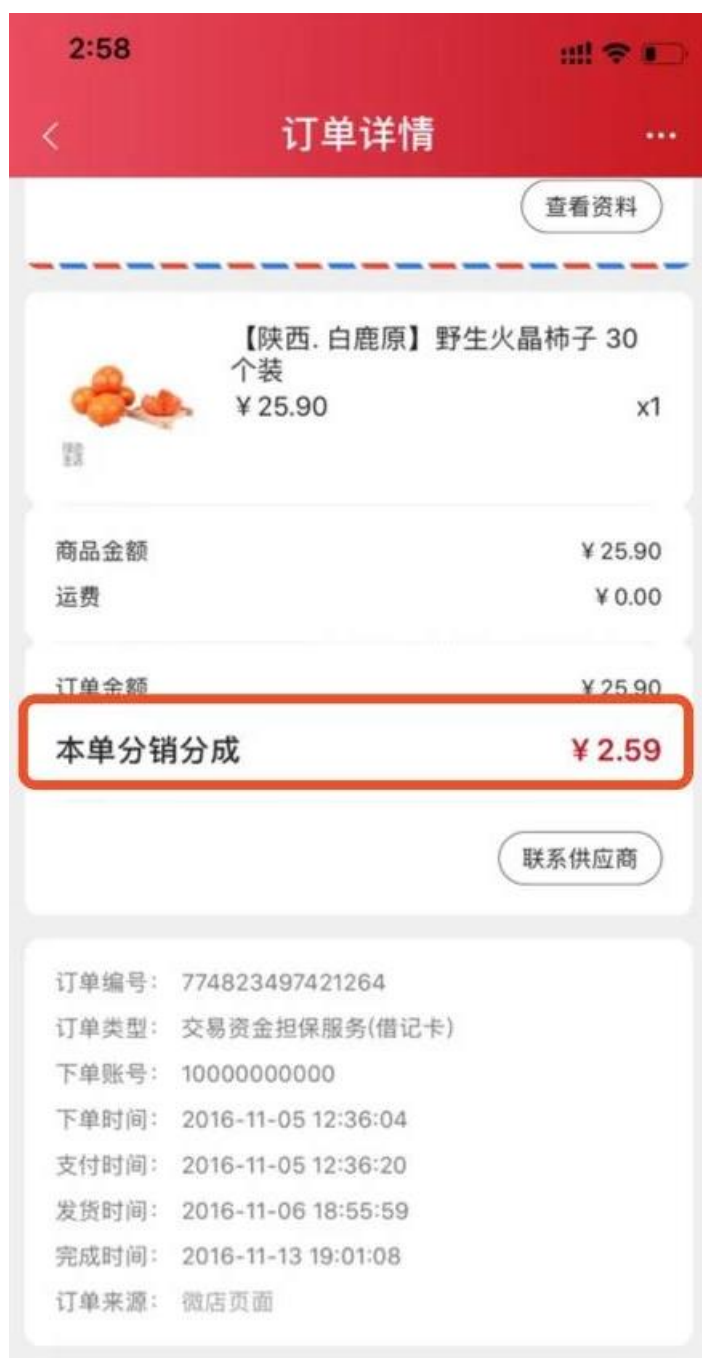 2:58
订单详情
查看资料
【陕西. 白鹿原】野生火晶柿子 30
个装
¥ 25.90 x1
商品金额 ¥ 25.90
运费 ¥ 0.00
订单金额 ¥ 25.90
本单分销分成 ¥ 2.59
联系供应商
订单编号： 774823497421264
订单类型： 交易资金担保服务(借记卡)
下单账号： 10000000000
下单时间： 2016-11-05 12:36:04
支付时间： 2016-11-05 12:36:20
发货时间： 2016-11-06 18:55:59
完成时间： 2016-11-13 19:01:08
订单来源： 微店页面